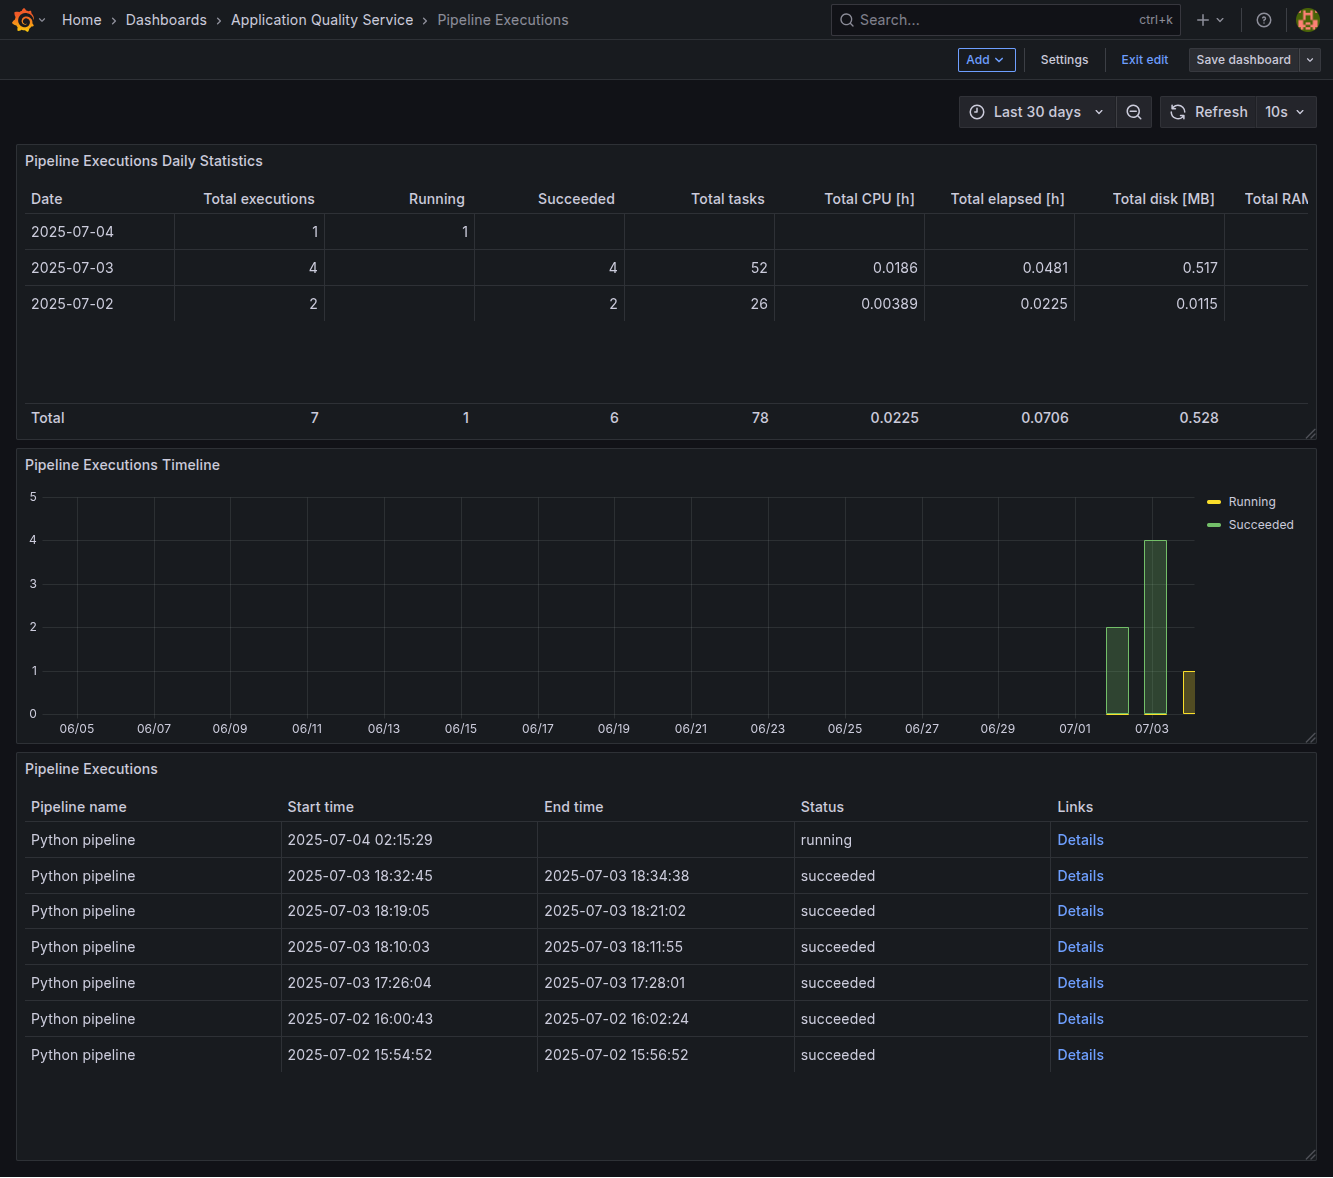 Home › Dashboards › Application Quality Service › Pipeline Executions Search... ctrl+k
Add Settings Exit edit Save dashboard
Last 30 days Refresh 10s
Pipeline Executions Daily Statistics
Date Total executions Running Succeeded Total tasks Total CPU [h] Total elapsed [h] Total disk [MB] Total RAM
2025-07-04 1 1
2025-07-03 4 4 52 0.0186 0.0481 0.517
2025-07-02 2 2 26 0.00389 0.0225 0.0115
Total 7 1 6 78 0.0225 0.0706 0.528
Pipeline Executions Timeline
5
4
3
2
1
0
06/05 06/07 06/09 06/11 06/13 06/15 06/17 06/19 06/21 06/23 06/25 06/27 06/29 07/01 07/03
Running
Succeeded
Pipeline Executions
Pipeline name Start time End time Status Links
Python pipeline 2025-07-04 02:15:29 running Details
Python pipeline 2025-07-03 18:32:45 2025-07-03 18:34:38 succeeded Details
Python pipeline 2025-07-03 18:19:05 2025-07-03 18:21:02 succeeded Details
Python pipeline 2025-07-03 18:10:03 2025-07-03 18:11:55 succeeded Details
Python pipeline 2025-07-03 17:26:04 2025-07-03 17:28:01 succeeded Details
Python pipeline 2025-07-02 16:00:43 2025-07-02 16:02:24 succeeded Details
Python pipeline 2025-07-02 15:54:52 2025-07-02 15:56:52 succeeded Details